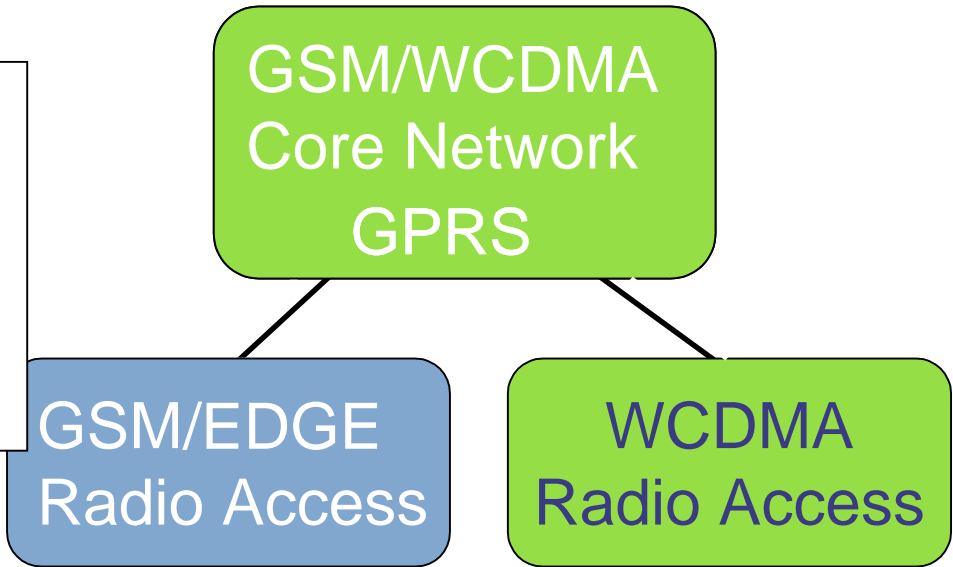 GSM/WCDMA
Core Network
GPRS
GSM/EDGE
Radio Access
WCDMA
Radio Access